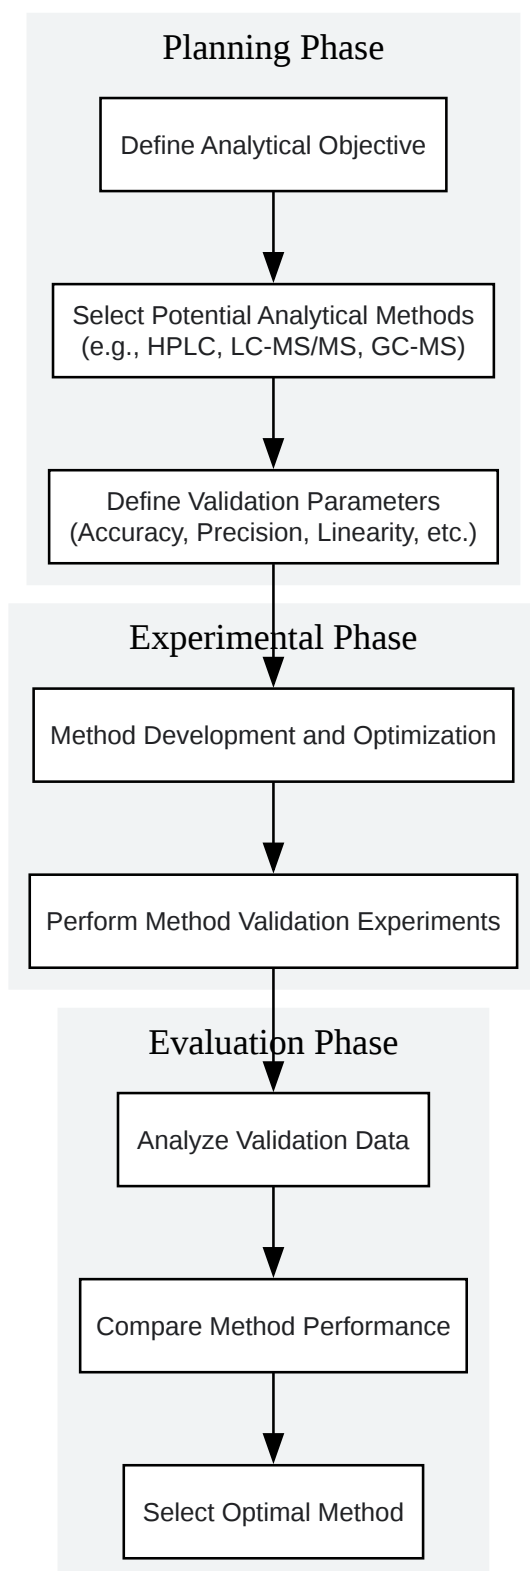 Planning Phase
Define Analytical Objective
Select Potential Analytical Methods
(e.g., HPLC, LC-MS/MS, GC-MS)
Define Validation Parameters
(Accuracy, Precision, Linearity, etc.)
Experimental Phase
Method Development and Optimization
Perform Method Validation Experiments
Evaluation Phase
Analyze Validation Data
Compare Method Performance
Select Optimal Method